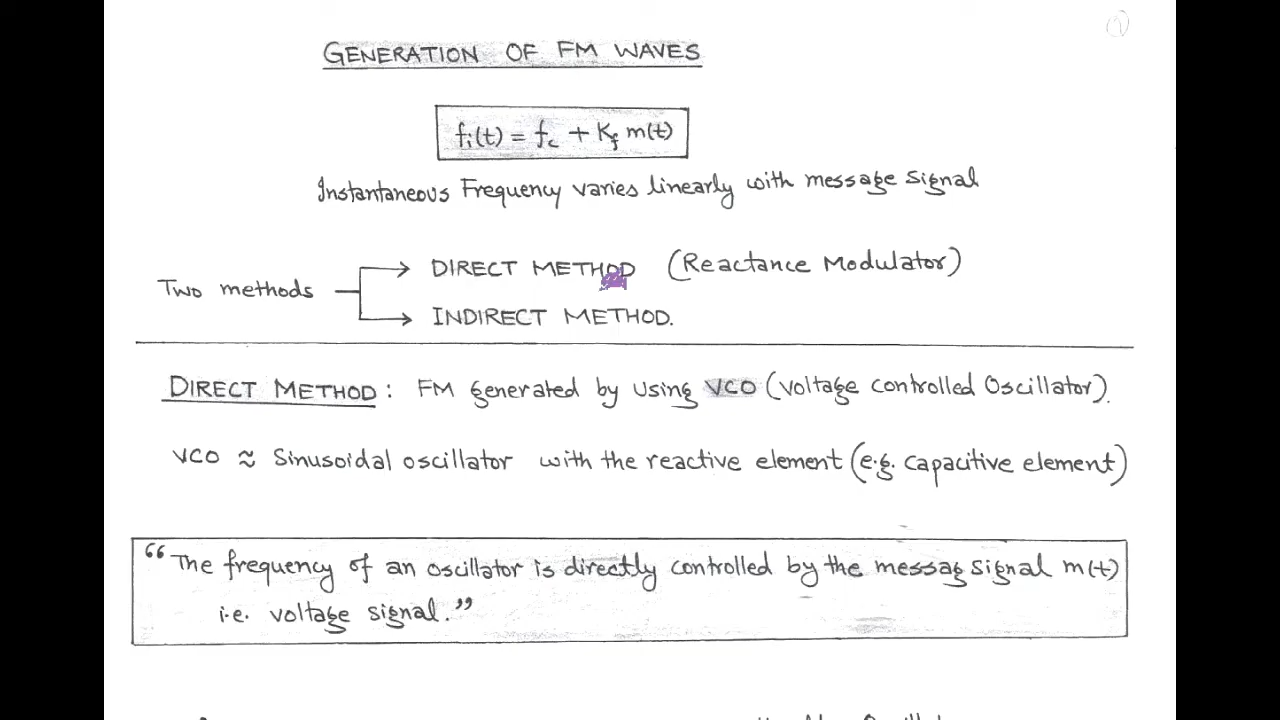 1
GENERATION OF FM WAVES
fi(t) = fc + Kf m(t)
Instantaneous Frequency varies linearly with message signal
Two methods
DIRECT METHOD (Reactance Modulator)
INDIRECT METHOD.
DIRECT METHOD : FM generated by using VCO (Voltage controlled Oscillator).
VCO ≈ Sinusoidal oscillator with the reactive element (e.g. capacitive element)
“ The frequency of an oscillator is directly controlled by the messag signal m(t)
i.e. voltage signal.”